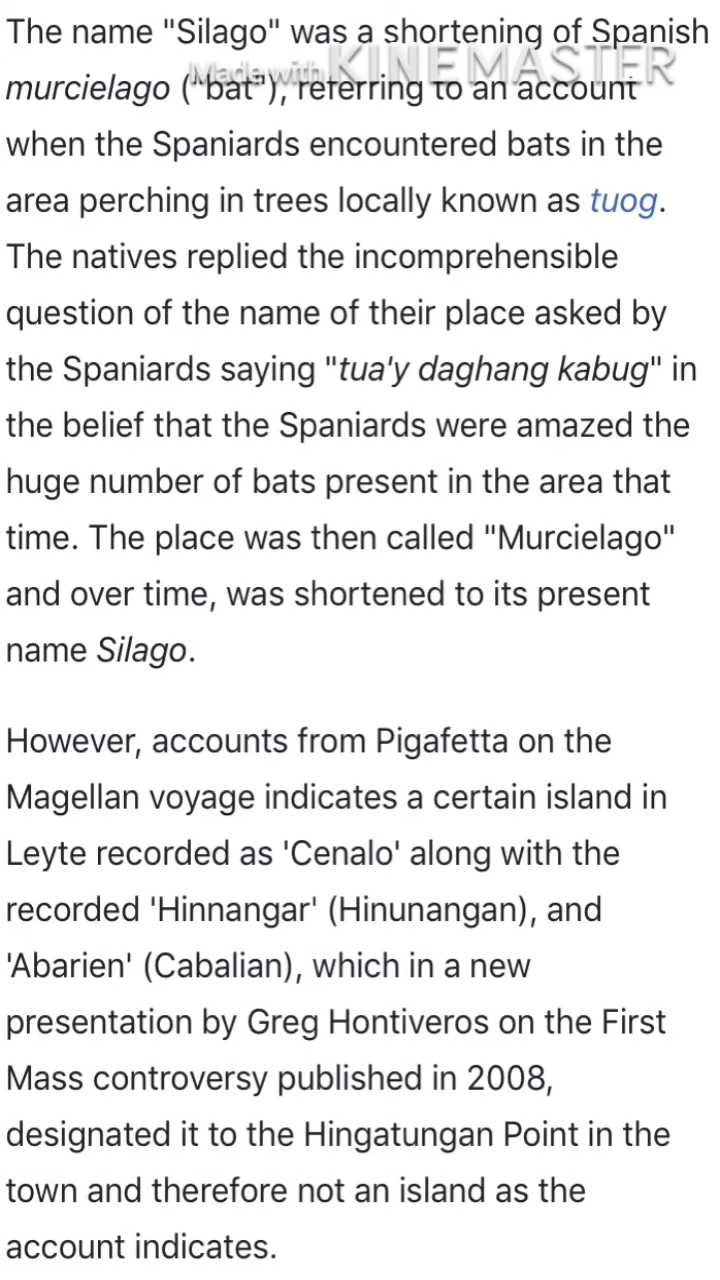 The name "Silago" was a shortening of Spanish
Made with KINEMASTER
murcielago ("bat"), referring to an account
when the Spaniards encountered bats in the
area perching in trees locally known as tuog.
The natives replied the incomprehensible
question of the name of their place asked by
the Spaniards saying "tua'y daghang kabug" in
the belief that the Spaniards were amazed the
huge number of bats present in the area that
time. The place was then called "Murcielago"
and over time, was shortened to its present
name Silago.
However, accounts from Pigafetta on the
Magellan voyage indicates a certain island in
Leyte recorded as 'Cenalo' along with the
recorded 'Hinnangar' (Hinunangan), and
'Abarien' (Cabalian), which in a new
presentation by Greg Hontiveros on the First
Mass controversy published in 2008,
designated it to the Hingatungan Point in the
town and therefore not an island as the
account indicates.